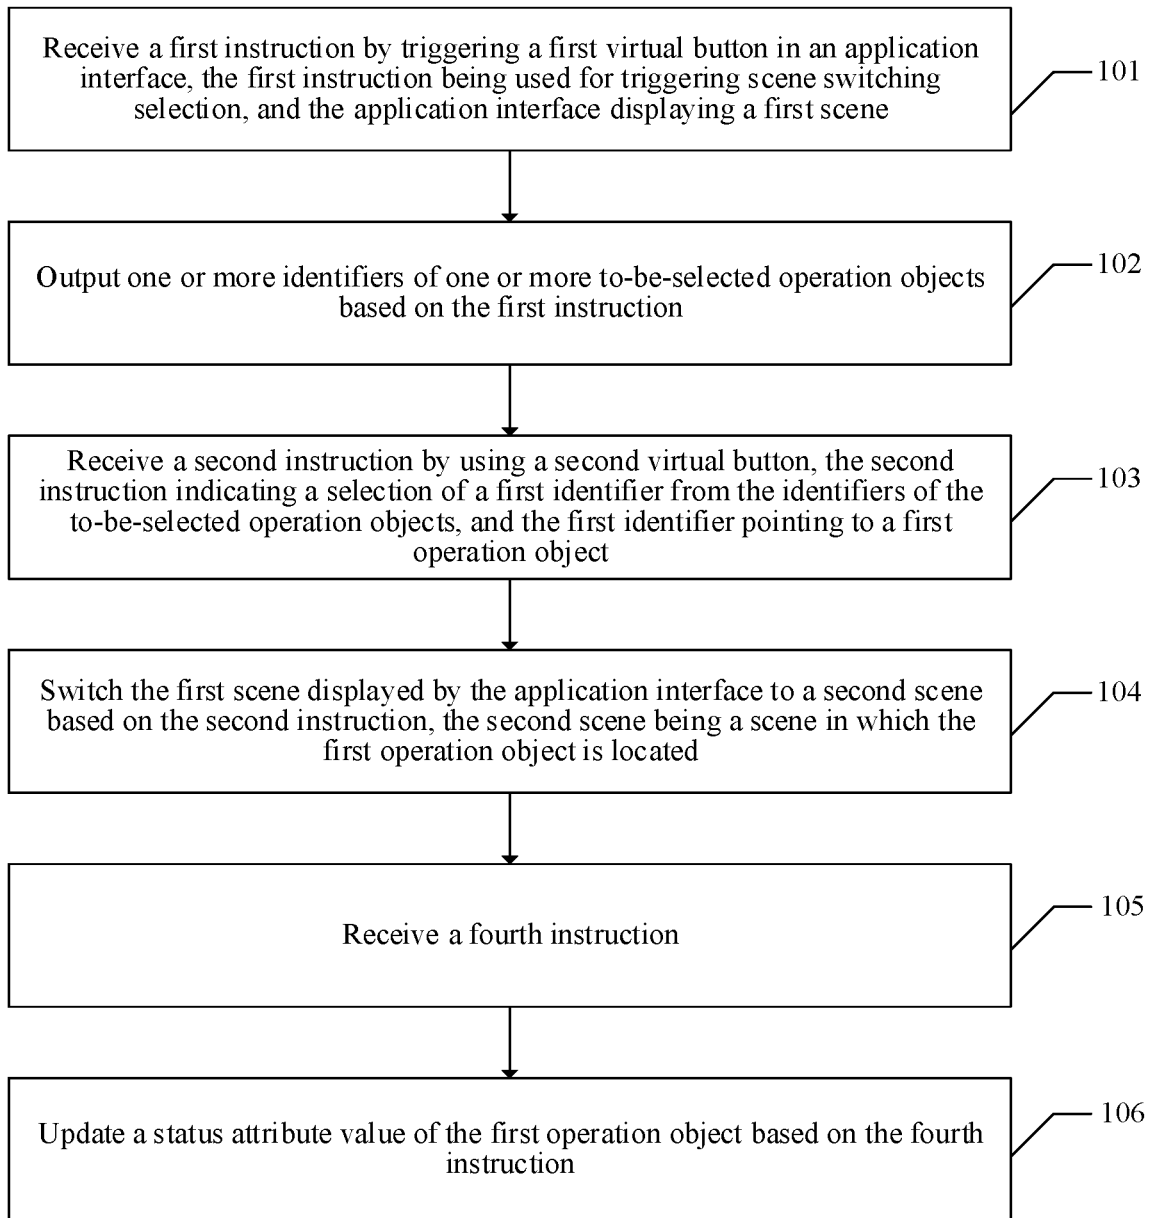 Receive a first instruction by triggering a first virtual button in an application
interface, the first instruction being used for triggering scene switching
selection, and the application interface displaying a first scene
101
Output one or more identifiers of one or more to-be-selected operation objects
based on the first instruction
102
Receive a second instruction by using a second virtual button, the second
instruction indicating a selection of a first identifier from the identifiers of the
to-be-selected operation objects, and the first identifier pointing to a first
operation object
103
Switch the first scene displayed by the application interface to a second scene
based on the second instruction, the second scene being a scene in which the
first operation object is located
104
Receive a fourth instruction
105
Update a status attribute value of the first operation object based on the fourth
instruction
106